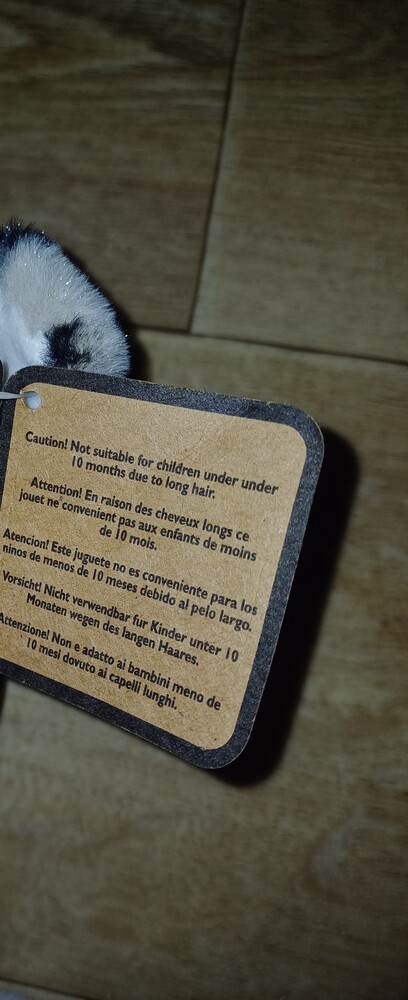 Caution! Not suitable for children under under
10 months due to long hair.
Attention! En raison des cheveux longs ce
jouet ne convenient pas aux enfants de moins
de 10 mois.
Atencion! Este juguete no es conveniente para los
ninos de menos de 10 meses debido al pelo largo.
Vorsicht! Nicht verwendbar fur Kinder unter 10
Monaten wegen des langen Haares.
Attenzione! Non e adatto ai bambini meno de
10 mesi dovuto ai capelli lunghi.